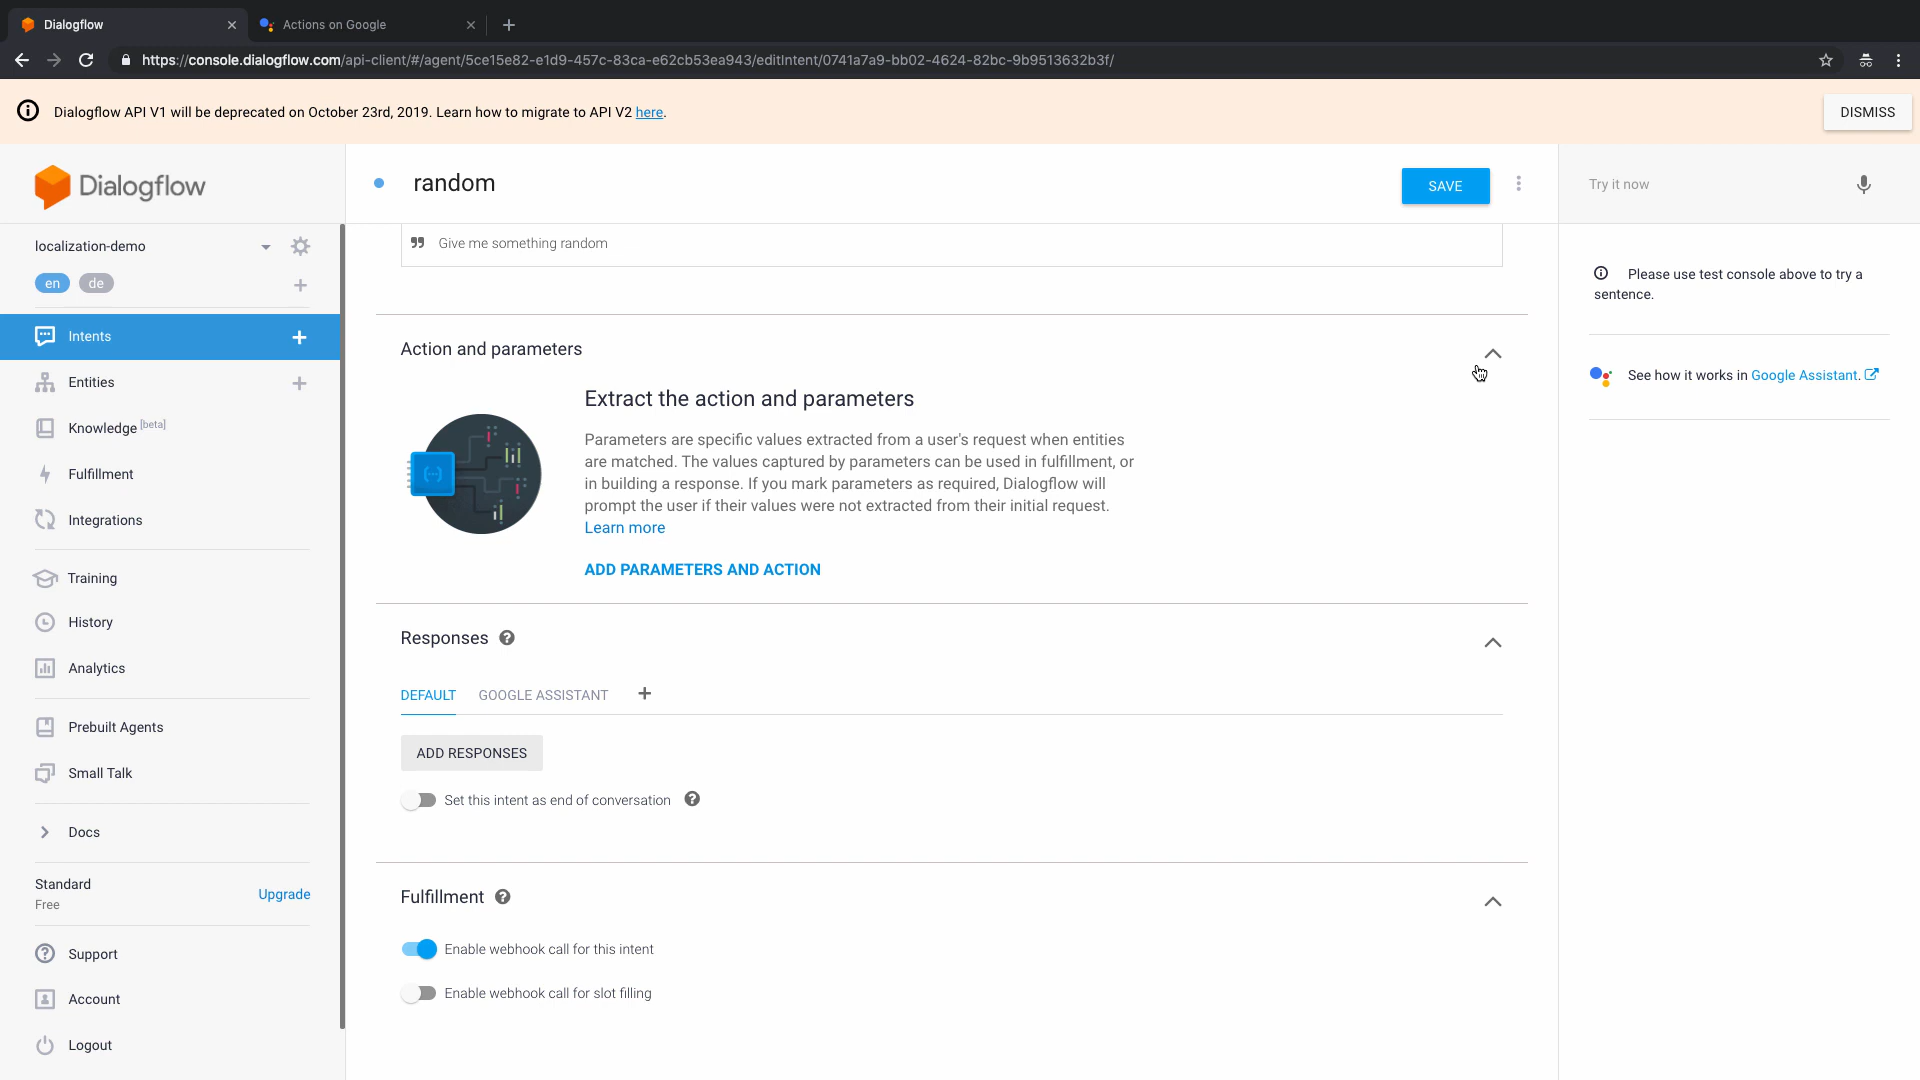 Dialogflow
Actions on Google
https://console.dialogflow.com/api-client/#/agent/5ce15e82-e1d9-457c-83ca-e62cb53ea943/editIntent/0741a7a9-bb02-4624-82bc-9b9513632b3f/
Dialogflow API V1 will be deprecated on October 23rd, 2019. Learn how to migrate to API V2 here.
DISMISS
Dialogflow
localization-demo
en de
Intents
Entities
Knowledge [beta]
Fulfillment
Integrations
Training
History
Analytics
Prebuilt Agents
Small Talk
Docs
Standard
Free
Upgrade
Support
Account
Logout
random
SAVE
Give me something random
Action and parameters
Extract the action and parameters
Parameters are specific values extracted from a user's request when entities
are matched. The values captured by parameters can be used in fulfillment, or
in building a response. If you mark parameters as required, Dialogflow will
prompt the user if their values were not extracted from their initial request.
Learn more
ADD PARAMETERS AND ACTION
Responses
DEFAULT GOOGLE ASSISTANT
ADD RESPONSES
Set this intent as end of conversation
Fulfillment
Enable webhook call for this intent
Enable webhook call for slot filling
Try it now
Please use test console above to try a
sentence.
See how it works in Google Assistant.